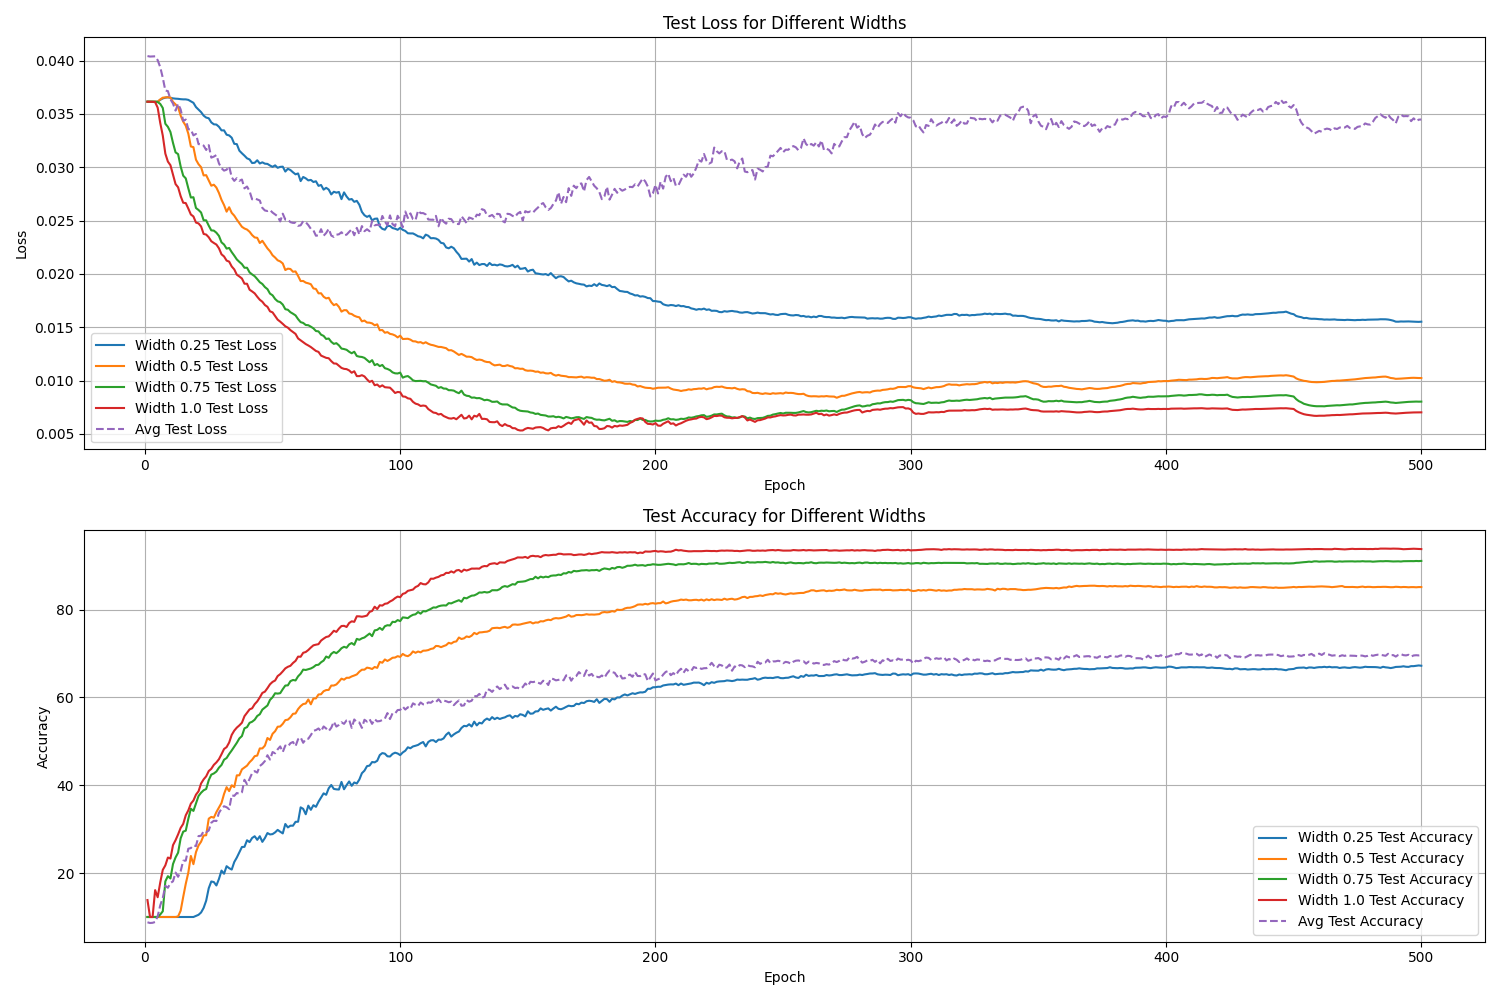 Test Loss for Different Widths
0.040
0.035
0.030
0.025
0.020
0.015
0.010
0.005
Loss
Width 0.25 Test Loss
Width 0.5 Test Loss
Width 0.75 Test Loss
Width 1.0 Test Loss
Avg Test Loss
0 100 200 300 400 500
Epoch
Test Accuracy for Different Widths
80
60
40
20
Accuracy
Width 0.25 Test Accuracy
Width 0.5 Test Accuracy
Width 0.75 Test Accuracy
Width 1.0 Test Accuracy
Avg Test Accuracy
0 100 200 300 400 500
Epoch